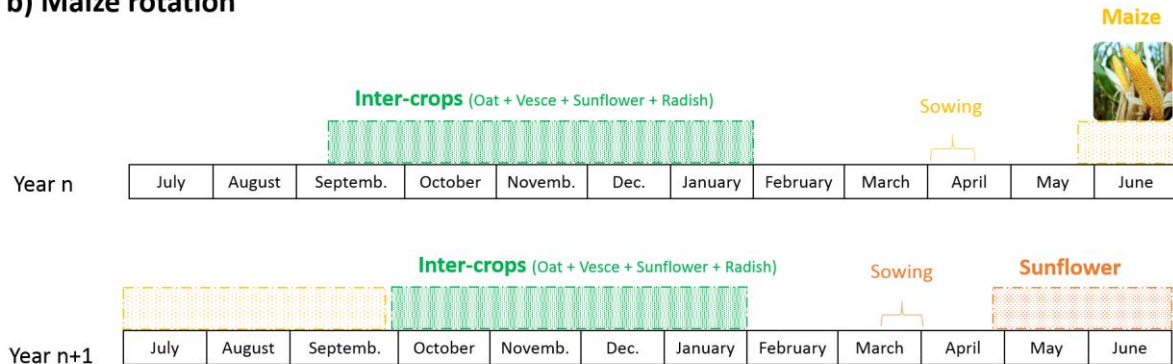 b) Maize rotation
Maize
Inter-crops (Oat + Vesce + Sunflower + Radish)
Sowing
Year n July August Septemb. October Novemb. Dec. January February March April May June
Inter-crops (Oat + Vesce + Sunflower + Radish)
Sowing
Sunflower
Year n+1 July August Septemb. October Novemb. Dec. January February March April May June